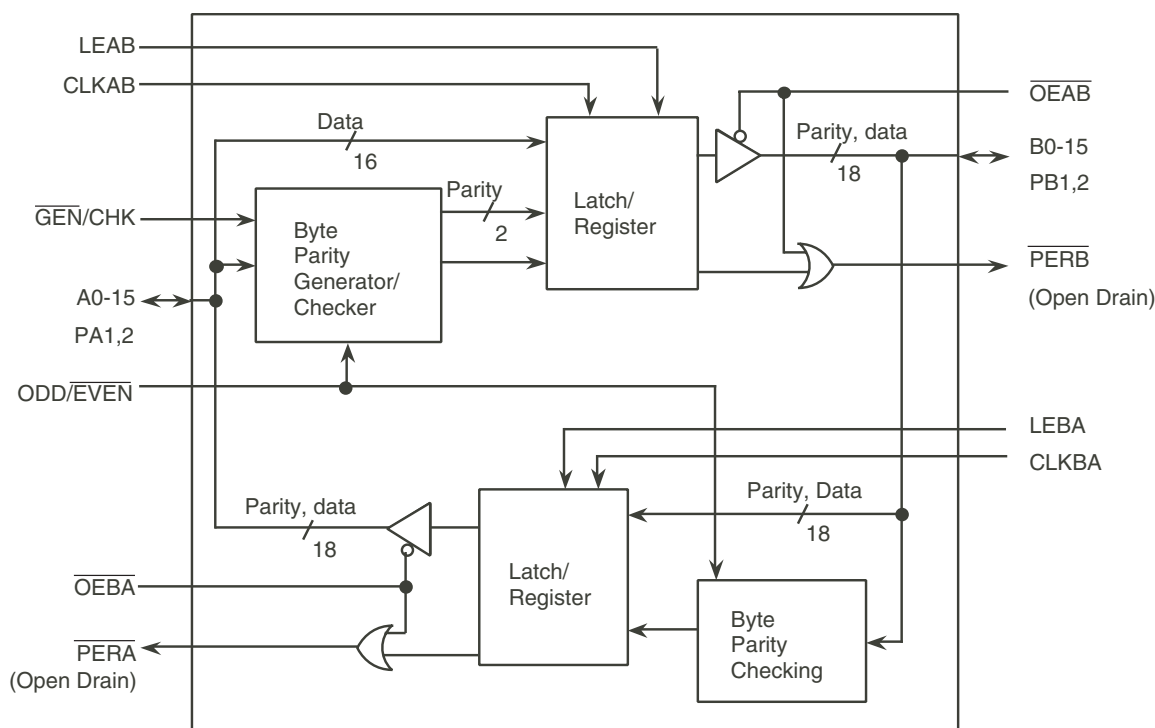 LEAB
CLKAB
Data
16
GEN/CHK
Parity
2
Byte
Parity
Generator/
Checker
Latch/
Register
Parity, data
18
OEAB
B0-15
PB1,2
PERB
(Open Drain)
A0-15
PA1,2
ODD/EVEN
LEBA
CLKBA
Parity, data
18
Parity, Data
18
OEBA
Latch/
Register
Byte
Parity
Checking
PERA
(Open Drain)